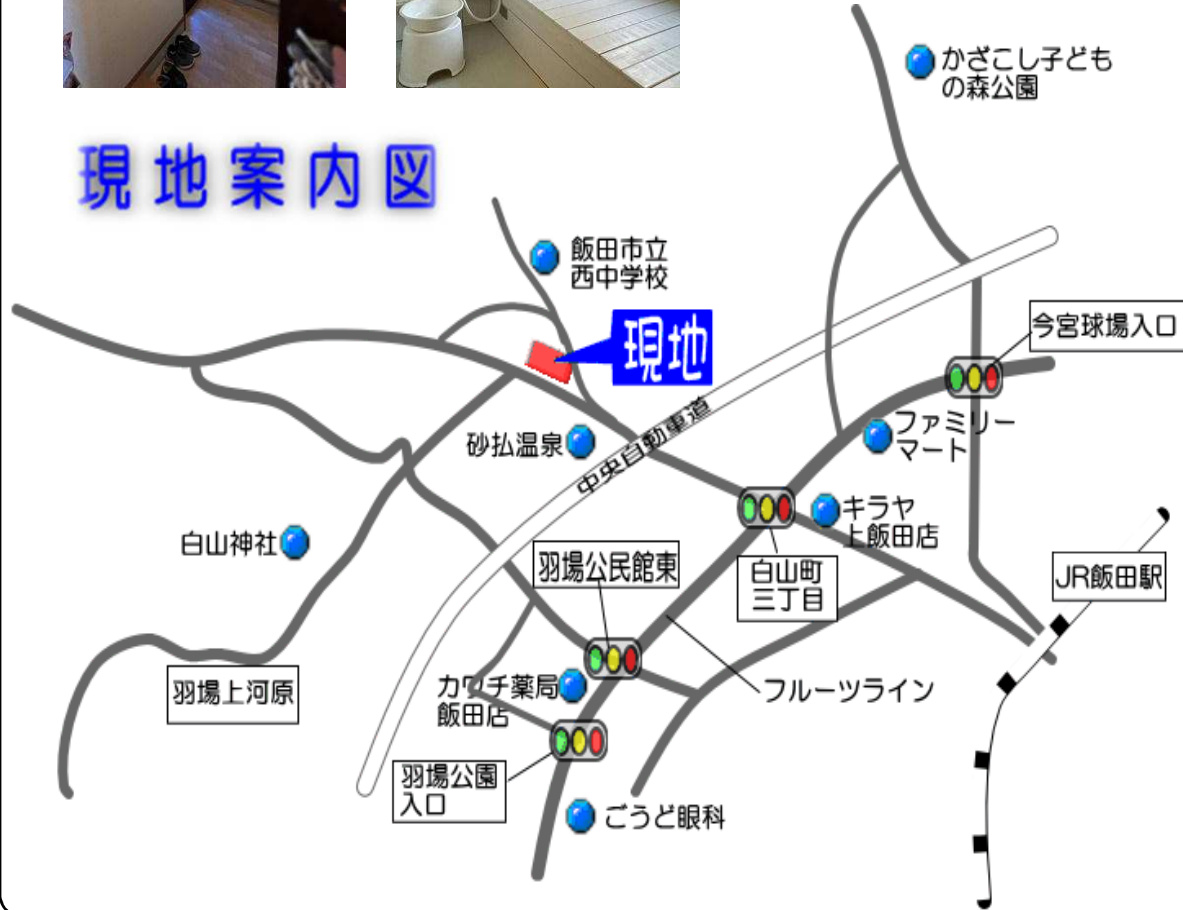 かざこし子ども
の森公園
現地案内図
飯田市立
西中学校
現地
今宮球場入口
ファミリー
マート
砂払温泉
中央自動車道
キラヤ
上飯田店
白山神社
羽場公民館東
白山町
三丁目
JR飯田駅
羽場上河原
カワチ薬局
飯田店
フルーツライン
羽場公園
入口
ごうど眼科